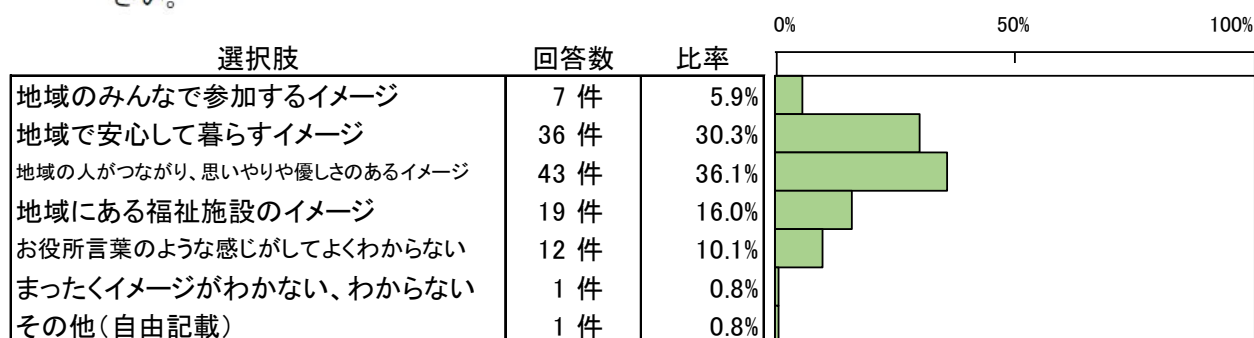 さい。
0% 50% 100%
選択肢 回答数 比率
地域のみんなで参加するイメージ 7 件 5.9%
地域で安心して暮らすイメージ 36 件 30.3%
地域の人がつながり、思いやりや優しさのあるイメージ 43 件 36.1%
地域にある福祉施設のイメージ 19 件 16.0%
お役所言葉のような感じがしてよくわからない 12 件 10.1%
まったくイメージがわかない、わからない 1 件 0.8%
その他(自由記載) 1 件 0.8%